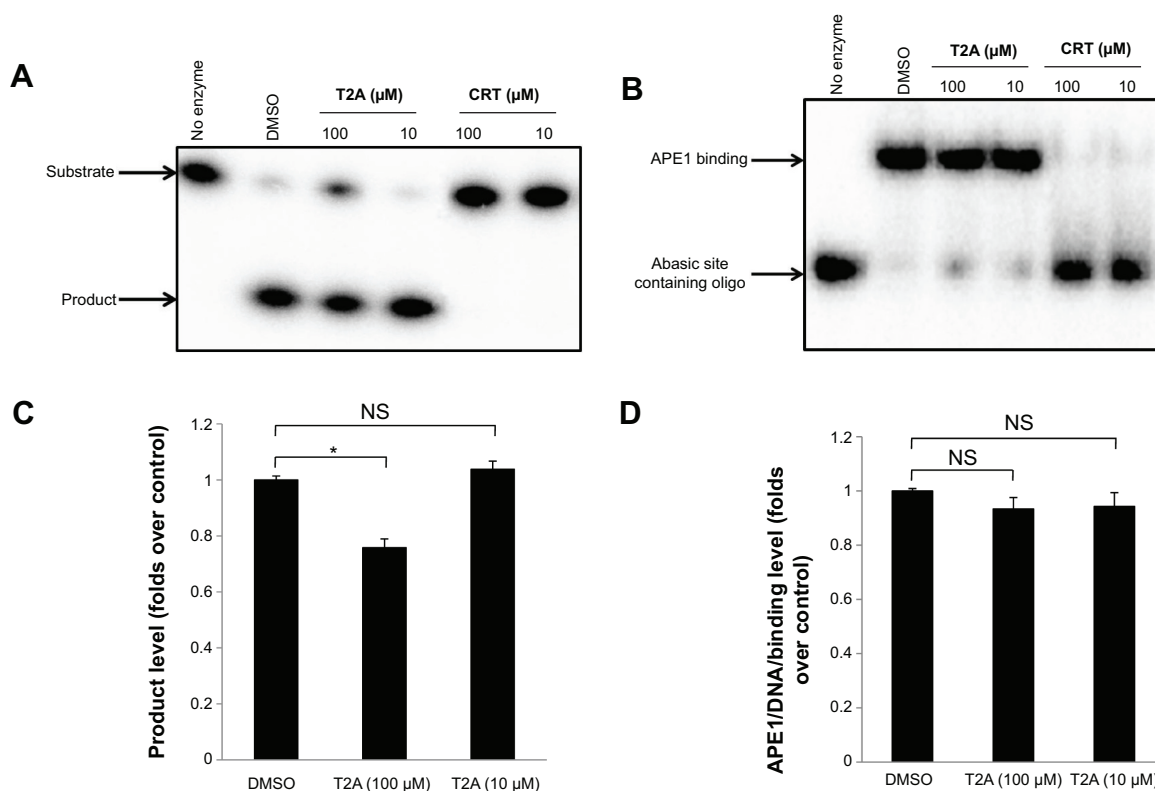 A
No enzyme
DMSO
T2A (µM)
CRT (µM)
100
10
100
10
Substrate
Product
B
No enzyme
DMSO
T2A (µM)
CRT (µM)
100
10
100
10
APE1 binding
Abasic site
containing oligo
C
Product level (folds over control)
1.2
1
0.8
0.6
0.4
0.2
0
NS
*
DMSO
T2A (100 µM)
T2A (10 µM)
D
APE1/DNA/binding level (folds
over control)
1.2
1
0.8
0.6
0.4
0.2
0
NS
NS
DMSO
T2A (100 µM)
T2A (10 µM)